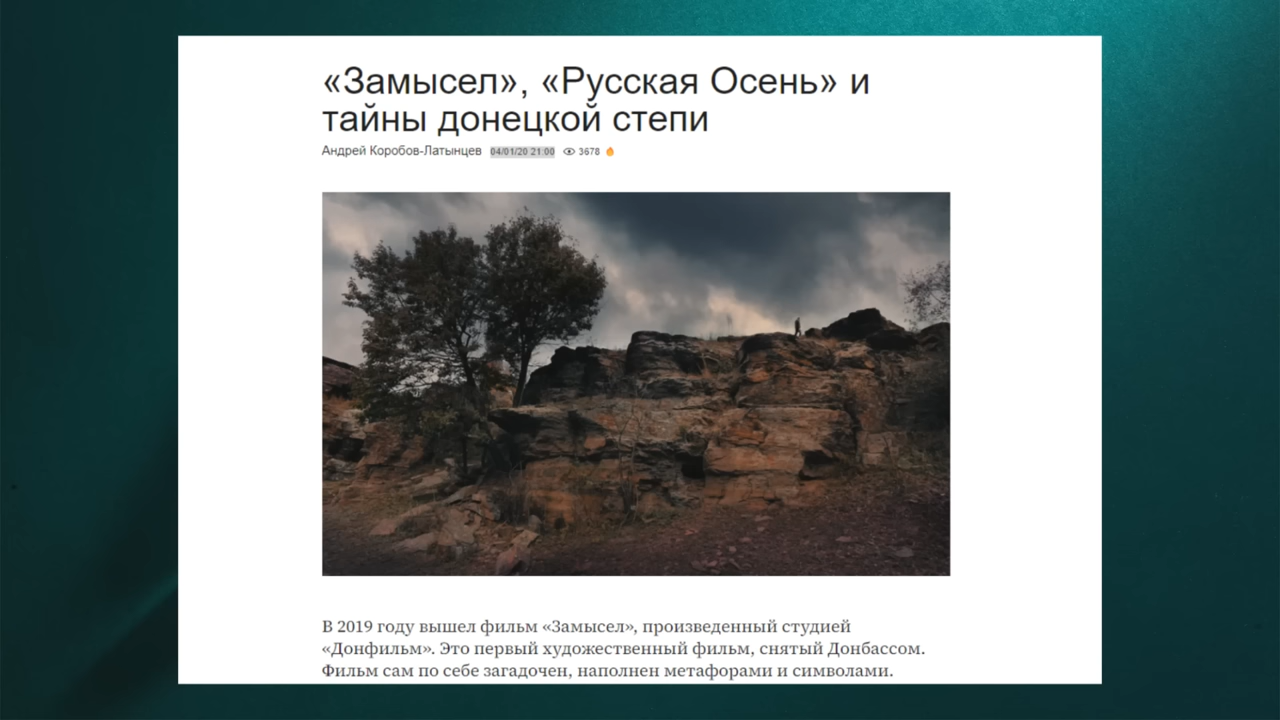 «Замысел», «Русская Осень» и
тайны донецкой степи
Андрей Коробов-Латынцев 04/01/20 21:00 3678
В 2019 году вышел фильм «Замысел», произведенный студией
«Донфильм». Это первый художественный фильм, снятый Донбассом.
Фильм сам по себе загадочен, наполнен метафорами и символами.